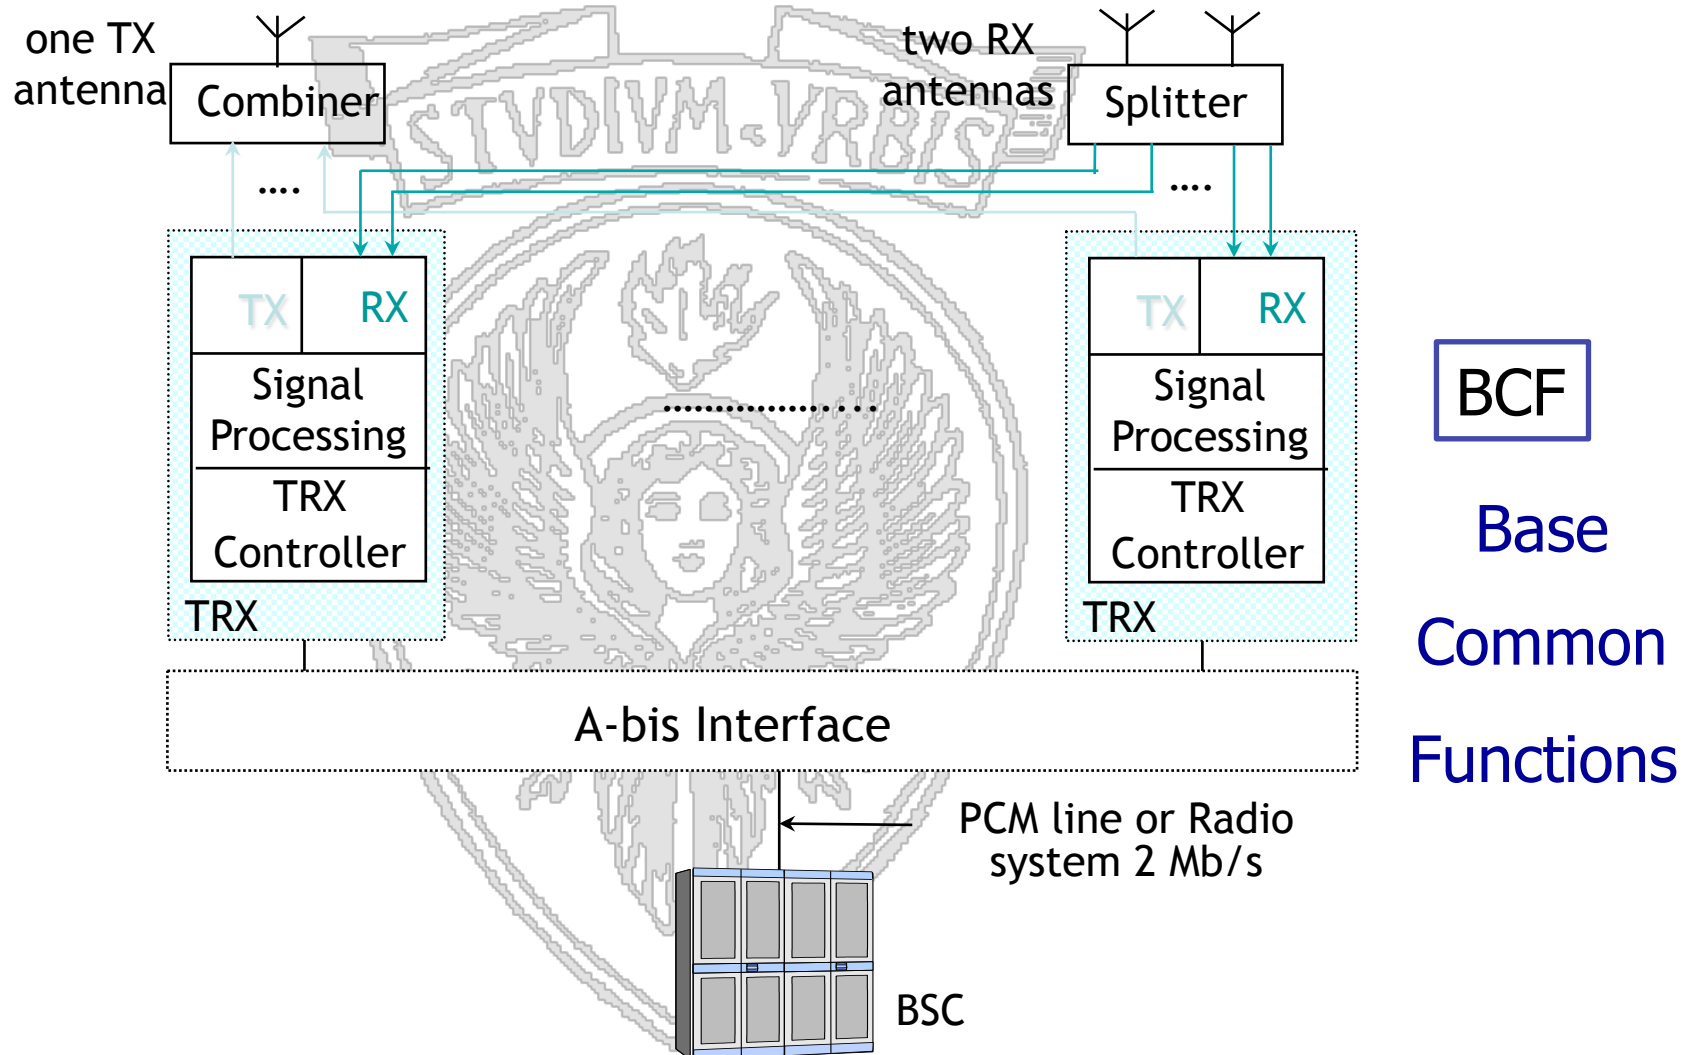 one TX
antenna
Combiner
two RX
antennas
Splitter
STVDIVM VRBIS
....
....
TX
RX
Signal
Processing
TRX
Controller
TRX
..................
TX
RX
Signal
Processing
TRX
Controller
TRX
BCF
Base
Common
Functions
A-bis Interface
PCM line or Radio
system 2 Mb/s
BSC